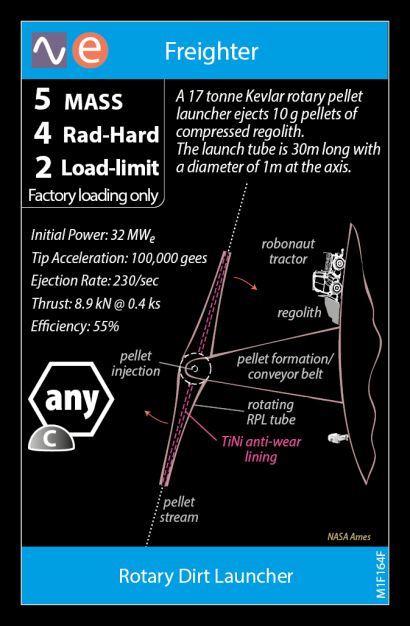 e
Freighter
5 MASS
4 Rad-Hard
2 Load-limit
Factory loading only
A 17 tonne Kevlar rotary pellet
launcher ejects 10 g pellets of
compressed regolith.
The launch tube is 30m long with
a diameter of 1m at the axis.
Initial Power: 32 MWe
Tip Acceleration: 100,000 gees
Ejection Rate: 230/sec
Thrust: 8.9 kN @ 0.4 ks
Efficiency: 55%
robonaut
tractor
regolith
pellet
injection
pellet formation/
conveyor belt
any
C
rotating
RPL tube
TiNi anti-wear
lining
pellet
stream
NASA Ames
Rotary Dirt Launcher
M1F164F